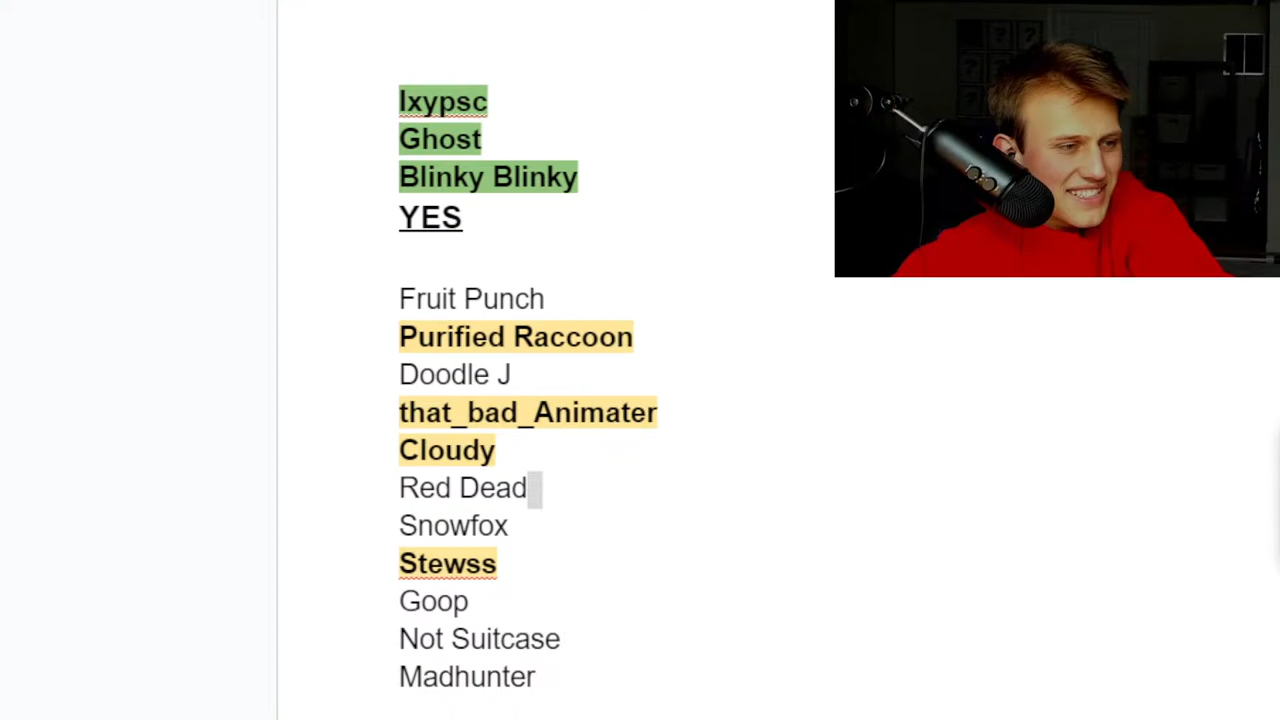 lxypsc
Ghost
Blinky Blinky
YES
Fruit Punch
Purified Raccoon
Doodle J
that_bad_Animater
Cloudy
Red Dead
Snowfox
Stewss
Goop
Not Suitcase
Madhunter